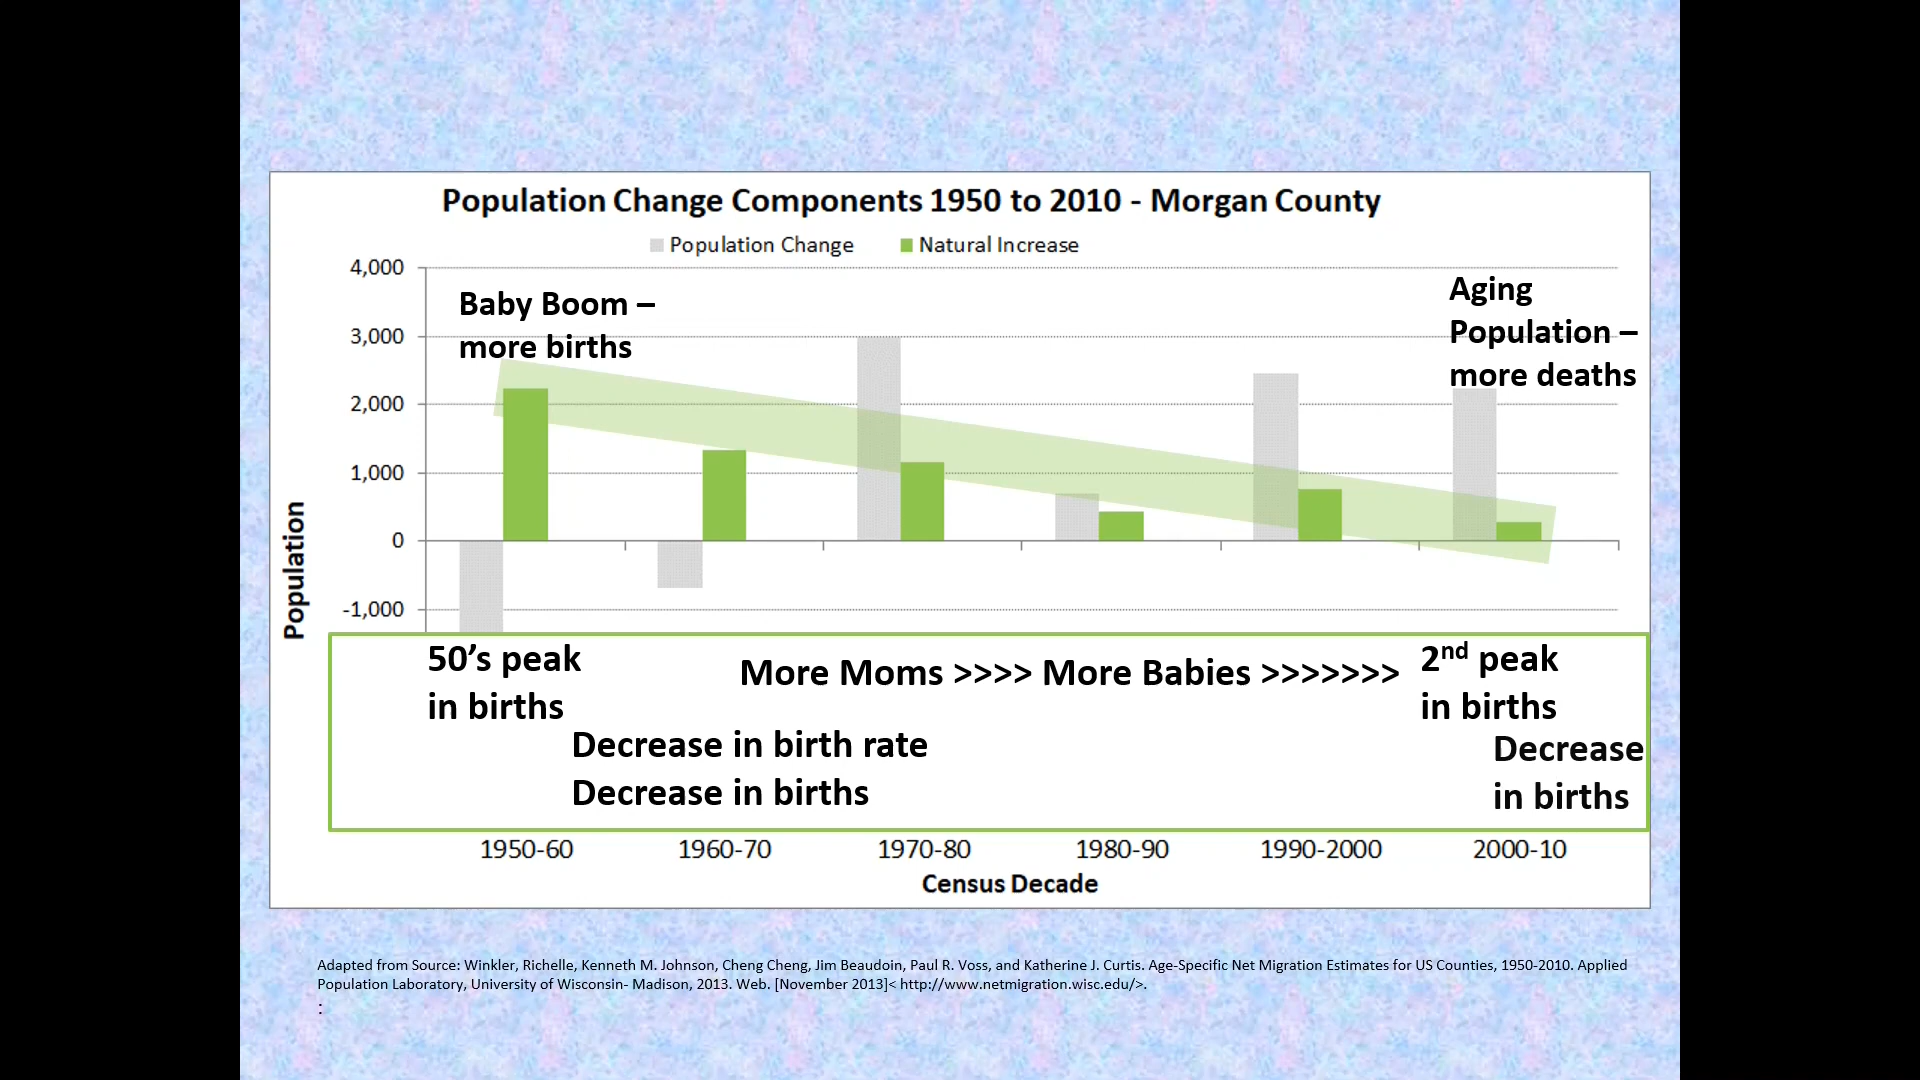 Population Change Components 1950 to 2010 - Morgan County
Population Change Natural Increase
4,000
3,000
2,000
1,000
0
-1,000
Population
Baby Boom –
more births
Aging
Population –
more deaths
50’s peak
in births
More Moms >>>> More Babies >>>>>>>
2nd peak
in births
Decrease in birth rate
Decrease in births
Decrease
in births
1950-60 1960-70 1970-80 1980-90 1990-2000 2000-10
Census Decade
Adapted from Source: Winkler, Richelle, Kenneth M. Johnson, Cheng Cheng, Jim Beaudoin, Paul R. Voss, and Katherine J. Curtis. Age-Specific Net Migration Estimates for US Counties, 1950-2010. Applied
Population Laboratory, University of Wisconsin- Madison, 2013. Web. [November 2013]< http://www.netmigration.wisc.edu/>.
: